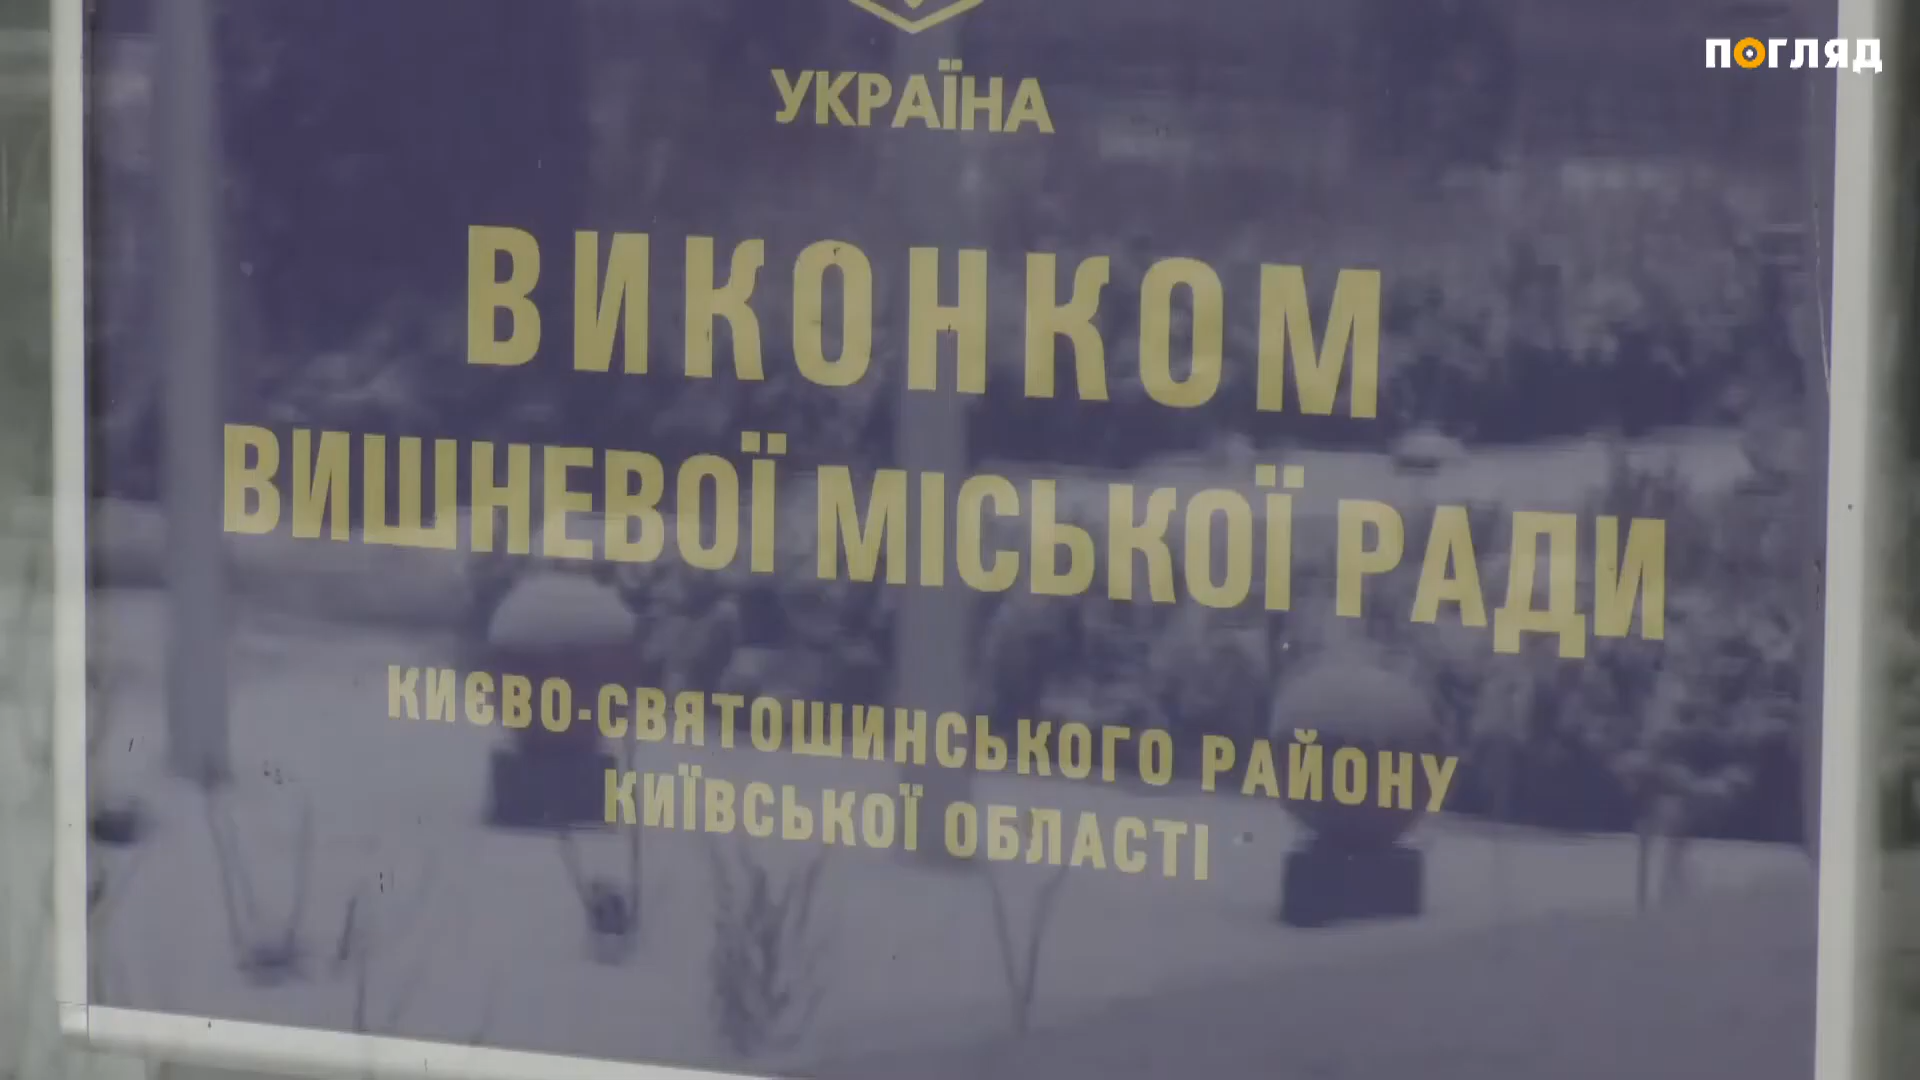 ПОГЛЯД
УКРАЇНА
ВИКОНКОМ
ВИШНЕВОЇ МІСЬКОЇ РАДИ
КИЄВО-СВЯТОШИНСЬКОГО РАЙОНУ
КИЇВСЬКОЇ ОБЛАСТІ